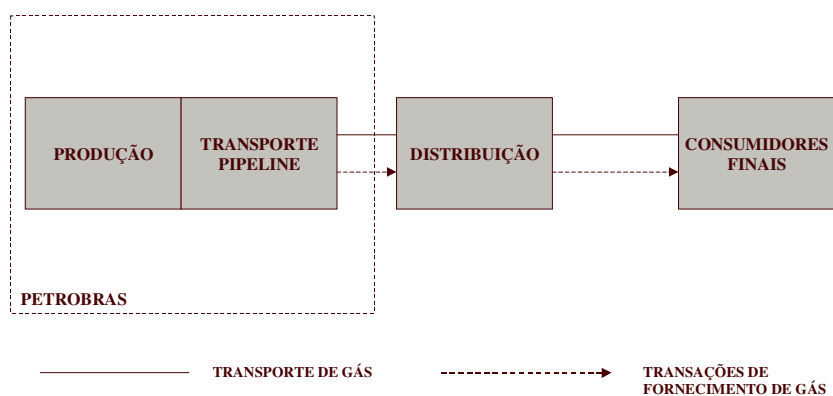 PRODUÇÃO
TRANSPORTE
PIPELINE
DISTRIBUIÇÃO
CONSUMIDORES
FINAIS
PETROBRAS
TRANSPORTE DE GÁS
TRANSAÇÕES DE
FORNECIMENTO DE GÁS